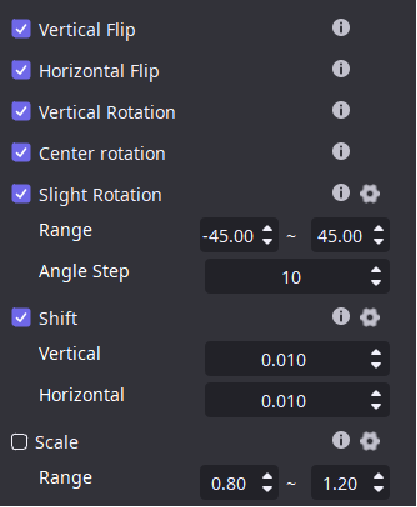 Vertical Flip
Horizontal Flip
Vertical Rotation
Center rotation
Slight Rotation
Range -45.00 ~ 45.00
Angle Step 10
Shift
Vertical 0.010
Horizontal 0.010
Scale
Range 0.80 ~ 1.20